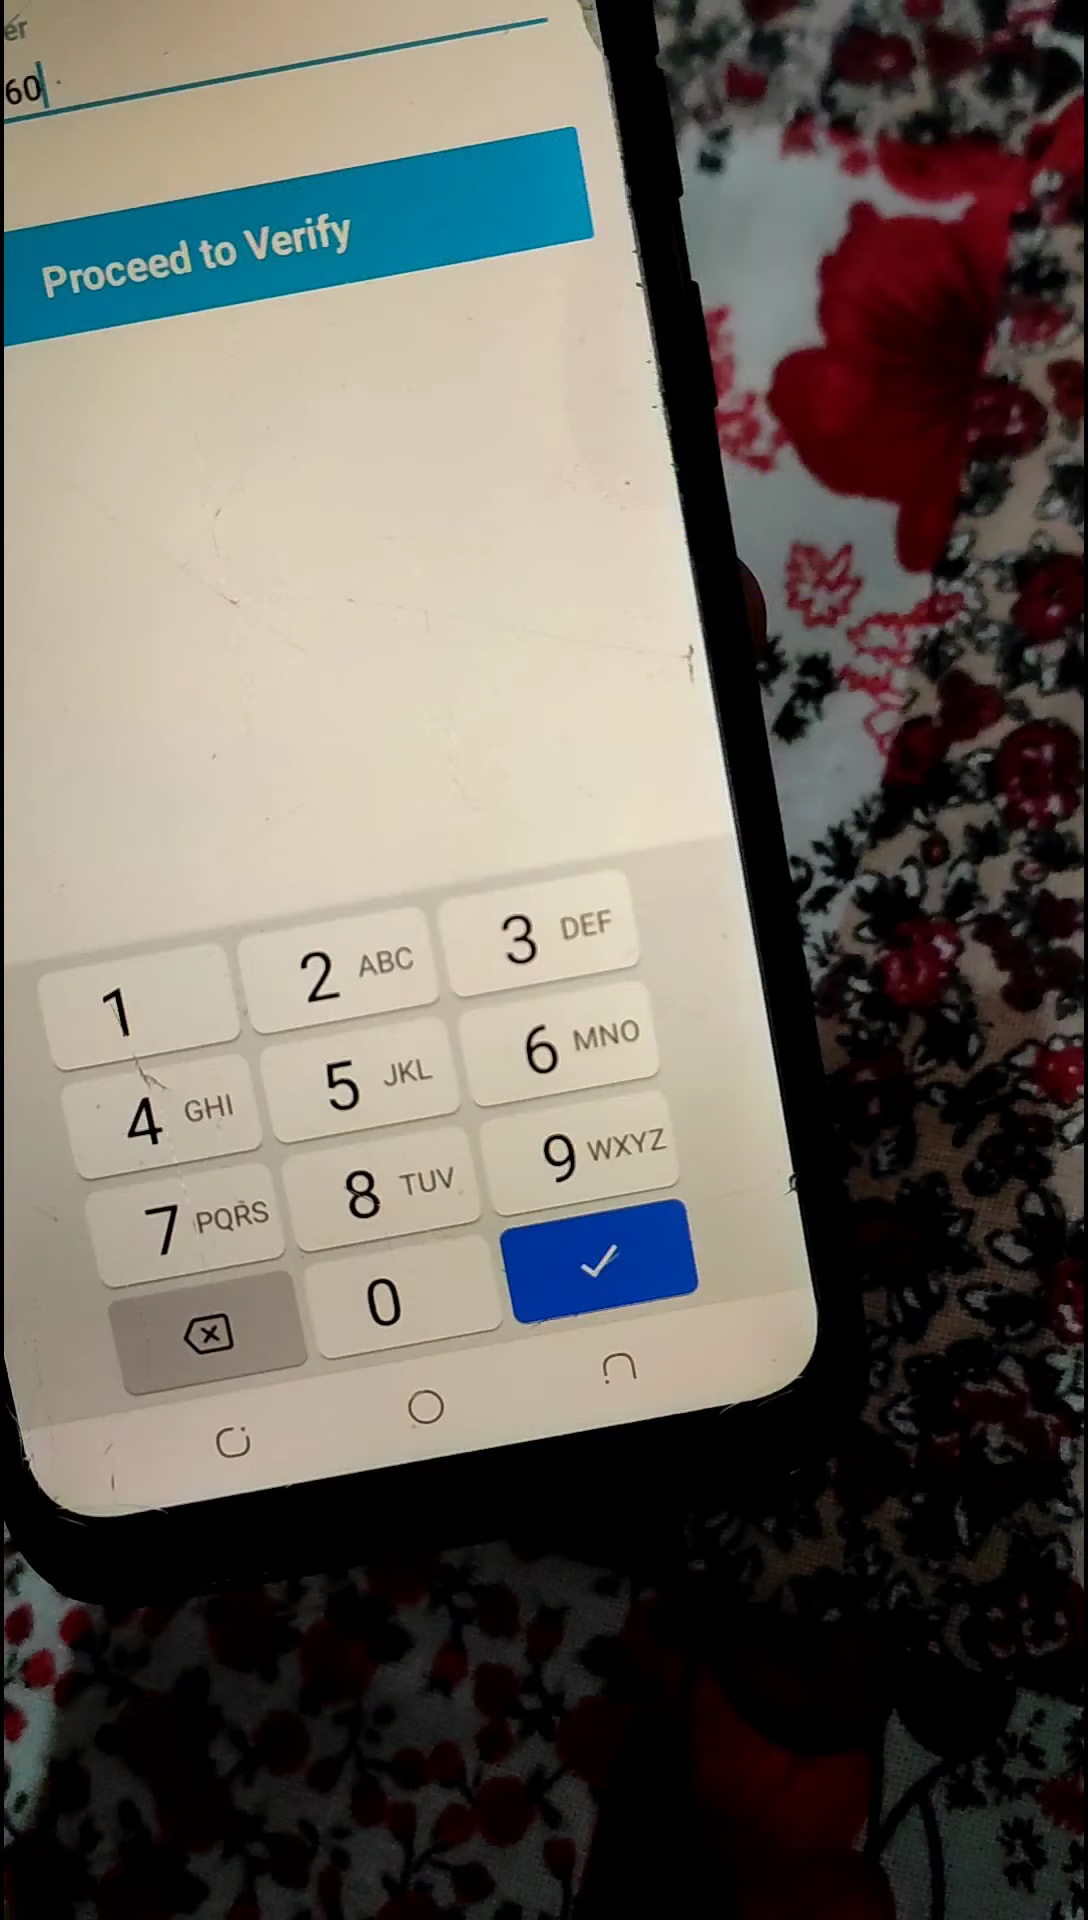 er
60
Proceed to Verify
1
2 ABC
3 DEF
4 GHI
5 JKL
6 MNO
7 PQRS
8 TUV
9 WXYZ
0